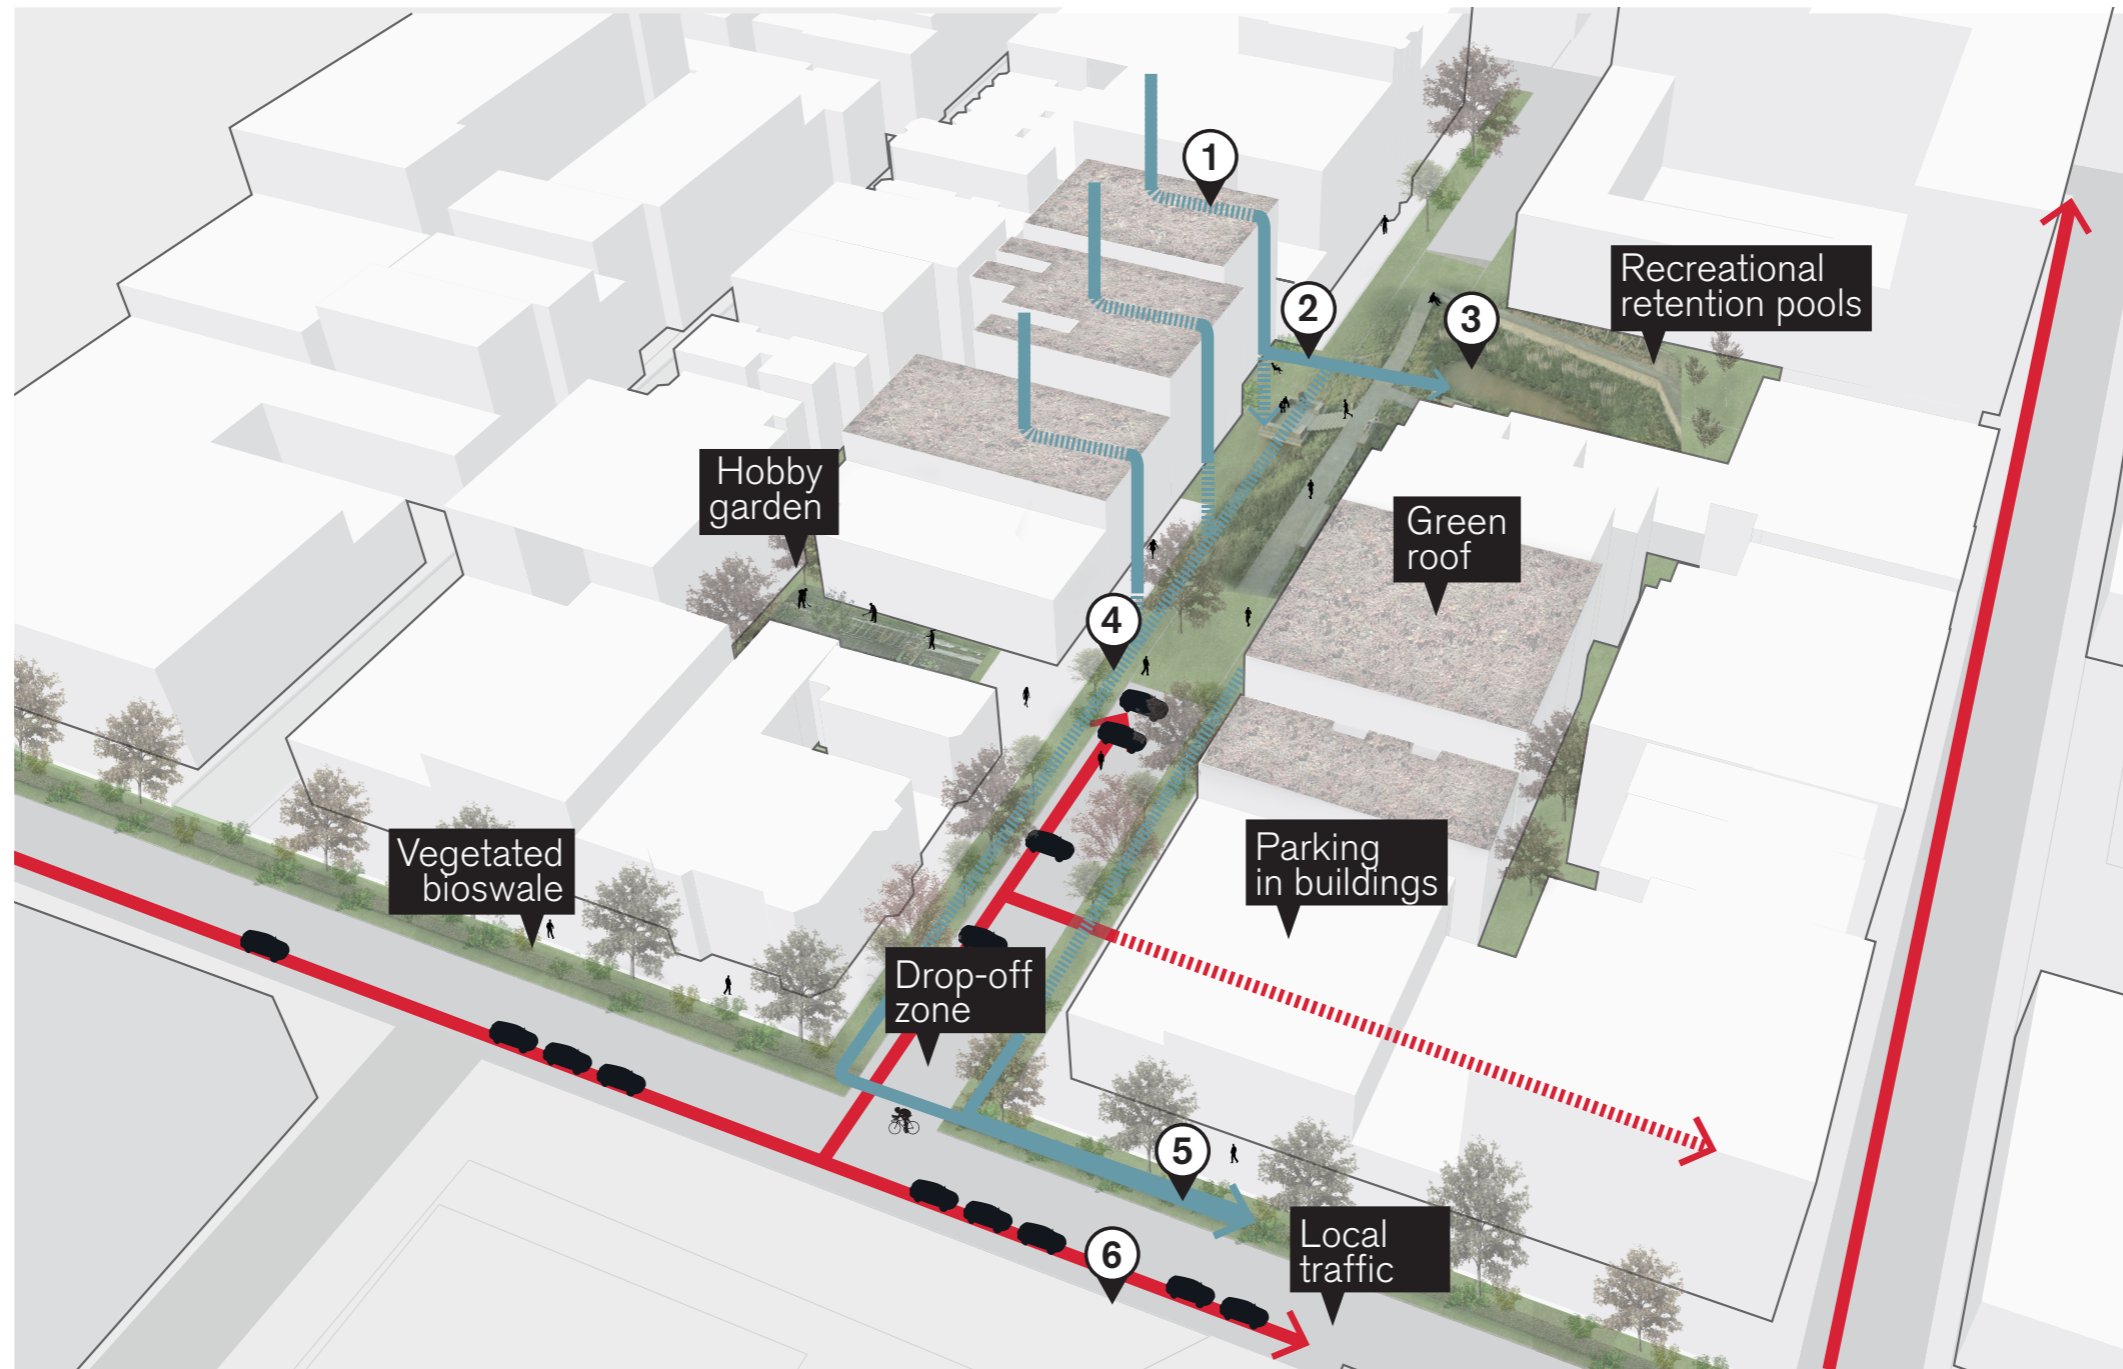 1
2
3
Recreational
retention pools
Hobby
garden
Green
roof
4
Vegetated
bioswale
Parking
in buildings
Drop-off
zone
5
Local
traffic
6